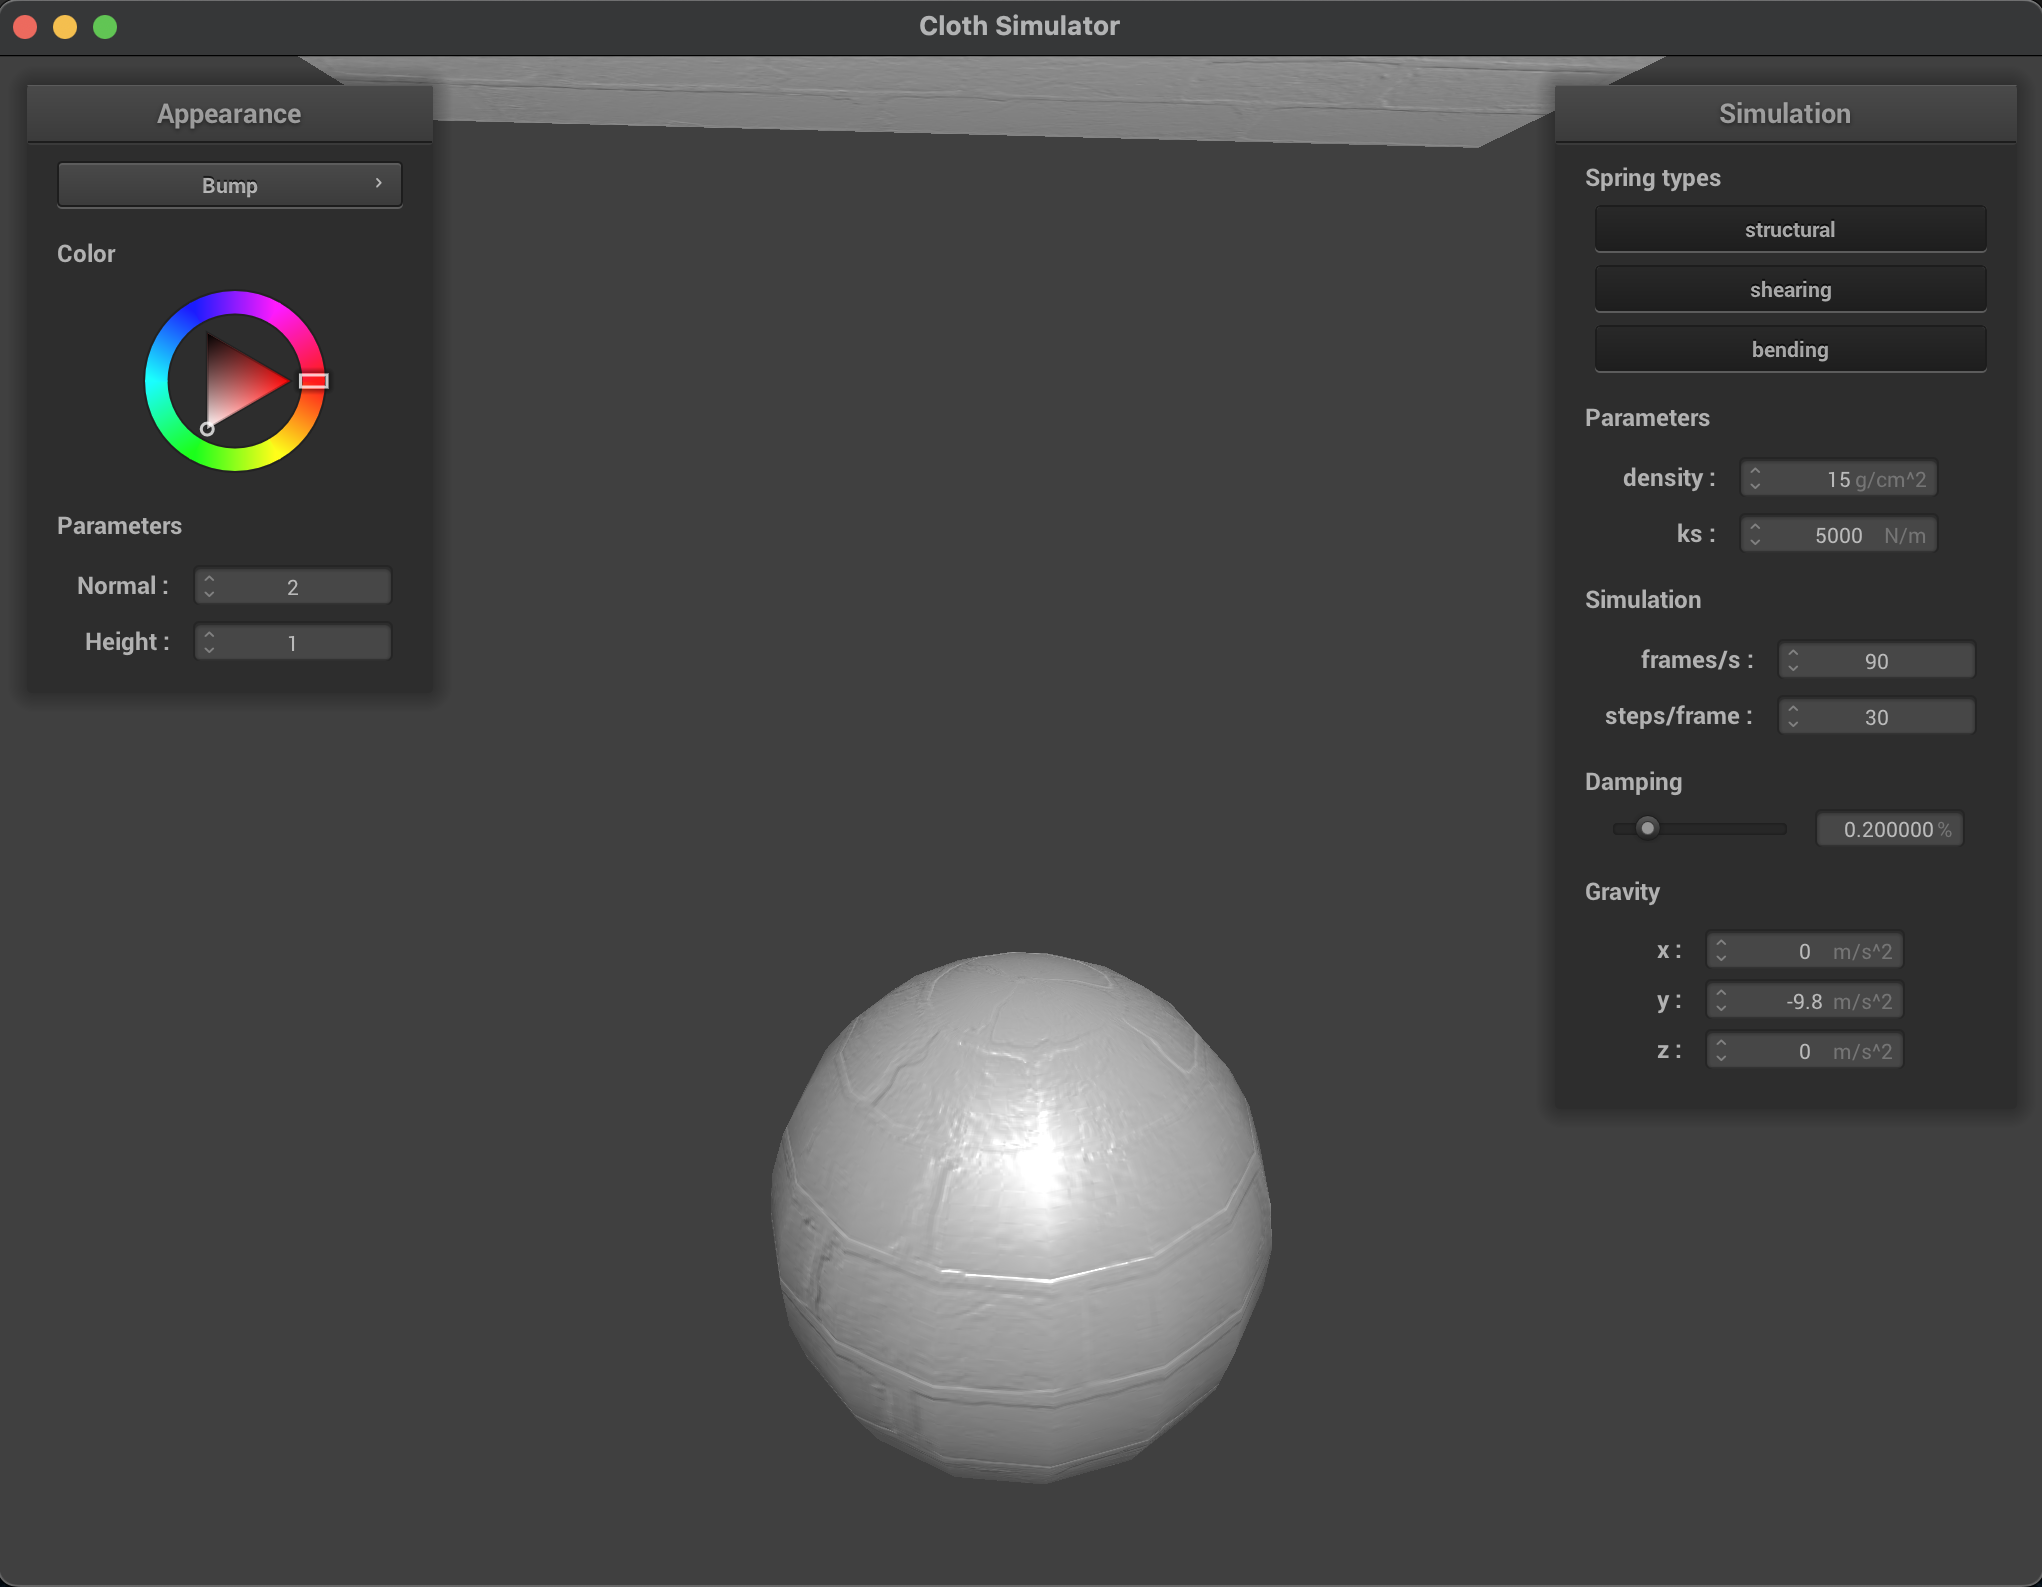 Cloth Simulator
Appearance
Bump
Color
Parameters
Normal : 2
Height : 1
Simulation
Spring types
structural
shearing
bending
Parameters
density : 15 g/cm^2
ks : 5000 N/m
Simulation
frames/s : 90
steps/frame : 30
Damping
0.200000 %
Gravity
x : 0 m/s^2
y : -9.8 m/s^2
z : 0 m/s^2